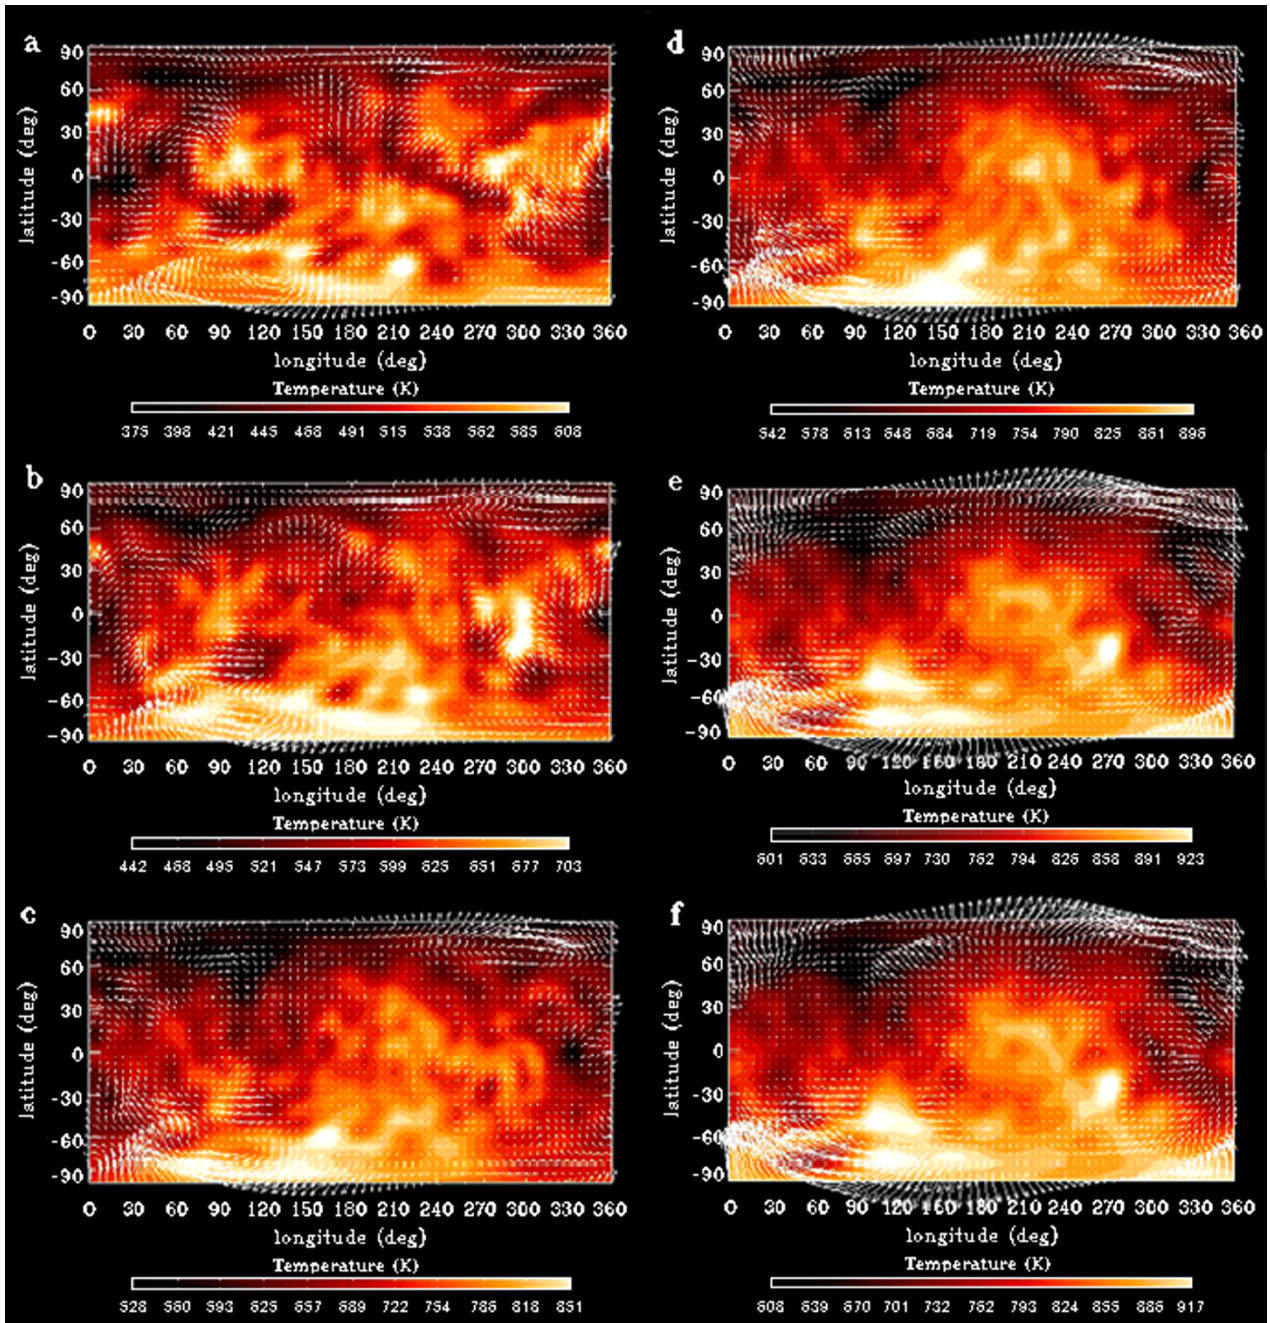 a
latitude (deg)
90
60
30
0
-30
-60
-90
0 30 60 90 120 150 180 210 240 270 300 330 360
longitude (deg)
Temperature (K)
375 398 421 445 468 491 515 538 562 585 608
b
latitude (deg)
90
60
30
0
-30
-60
-90
0 30 60 90 120 150 180 210 240 270 300 330 360
longitude (deg)
Temperature (K)
442 468 495 521 547 573 599 625 651 677 703
c
latitude (deg)
90
60
30
0
-30
-60
-90
0 30 60 90 120 150 180 210 240 270 300 330 360
longitude (deg)
Temperature (K)
528 560 593 625 657 689 722 754 786 818 851
d
latitude (deg)
90
60
30
0
-30
-60
-90
0 30 60 90 120 150 180 210 240 270 300 330 360
longitude (deg)
Temperature (K)
542 578 613 648 684 719 754 790 825 861 896
e
latitude (deg)
90
60
30
0
-30
-60
-90
0 30 60 90 120 150 180 210 240 270 300 330 360
longitude (deg)
Temperature (K)
601 633 665 697 730 762 794 826 858 891 923
f
latitude (deg)
90
60
30
0
-30
-60
-90
0 30 60 90 120 150 180 210 240 270 300 330 360
longitude (deg)
Temperature (K)
608 639 670 701 732 762 793 824 855 886 917